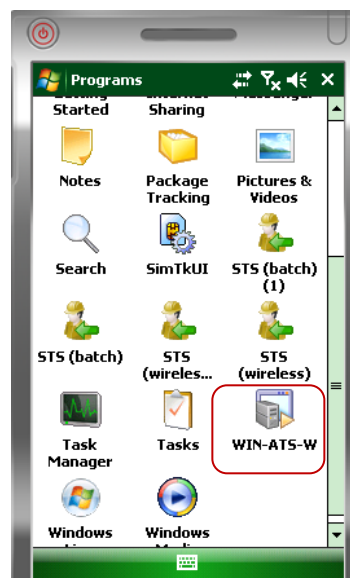 Programs
Started Sharing
Notes Package Pictures &
Tracking Videos
Search SimTkUI STS (batch)
(1)
STS (batch) STS STS
(wireles... (wireless)
Task Tasks WIN-ATS-W
Manager
Windows Windows